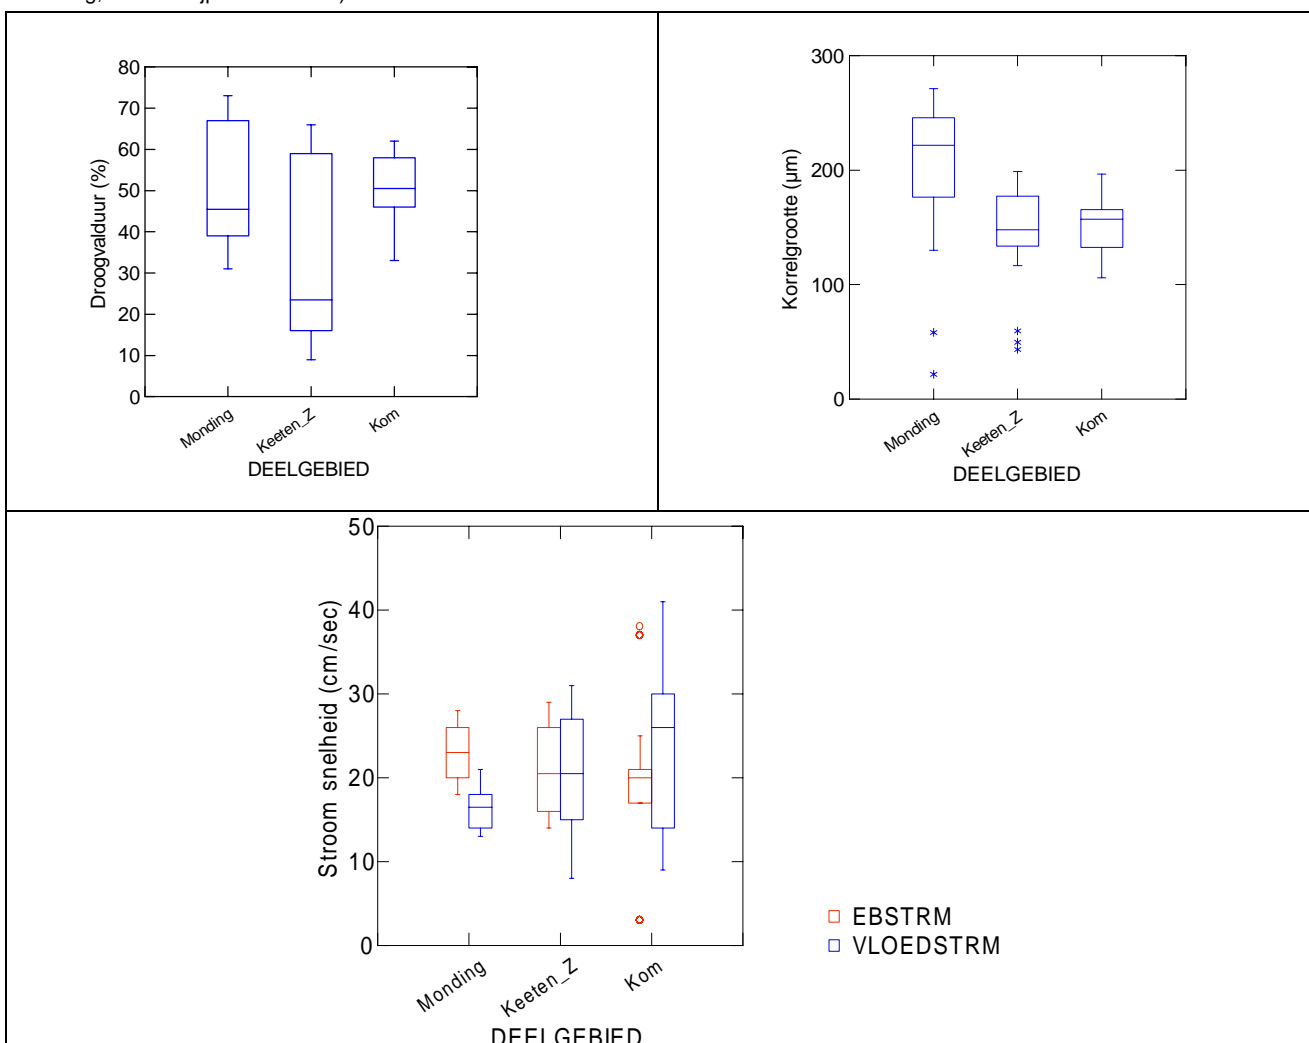 80
70
60
50
40
30
20
10
0
Droogvalduur (%)
Monding
Keeten_Z
Kom
DEELGEBIED
300
200
100
0
Korrelgrootte (µm)
Monding
Keeten_Z
Kom
DEELGEBIED
50
40
30
20
10
0
Stroom snelheid (cm/sec)
Monding
Keeten_Z
Kom
DEELGEBIED
EBSTRM
VLOEDSTRM